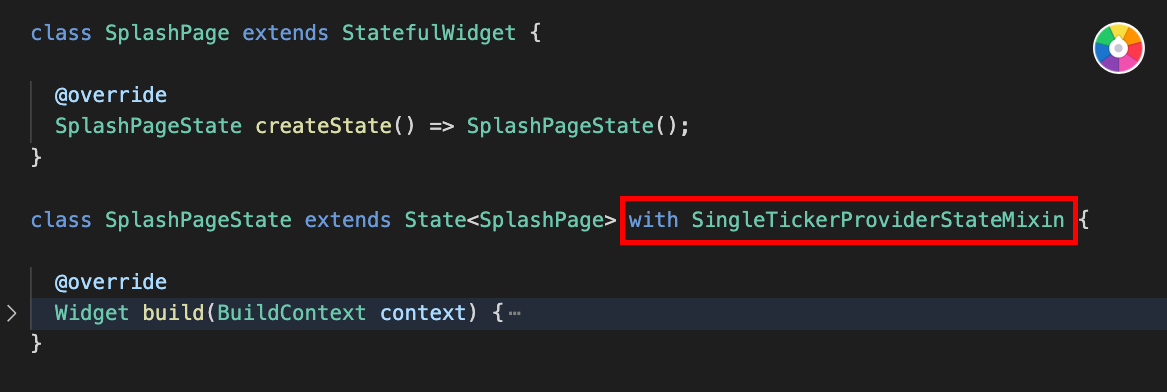 class SplashPage extends StatefulWidget {
@override
SplashPageState createState() => SplashPageState();
}
class SplashPageState extends State<SplashPage> with SingleTickerProviderStateMixin {
@override
Widget build(BuildContext context) { …
}